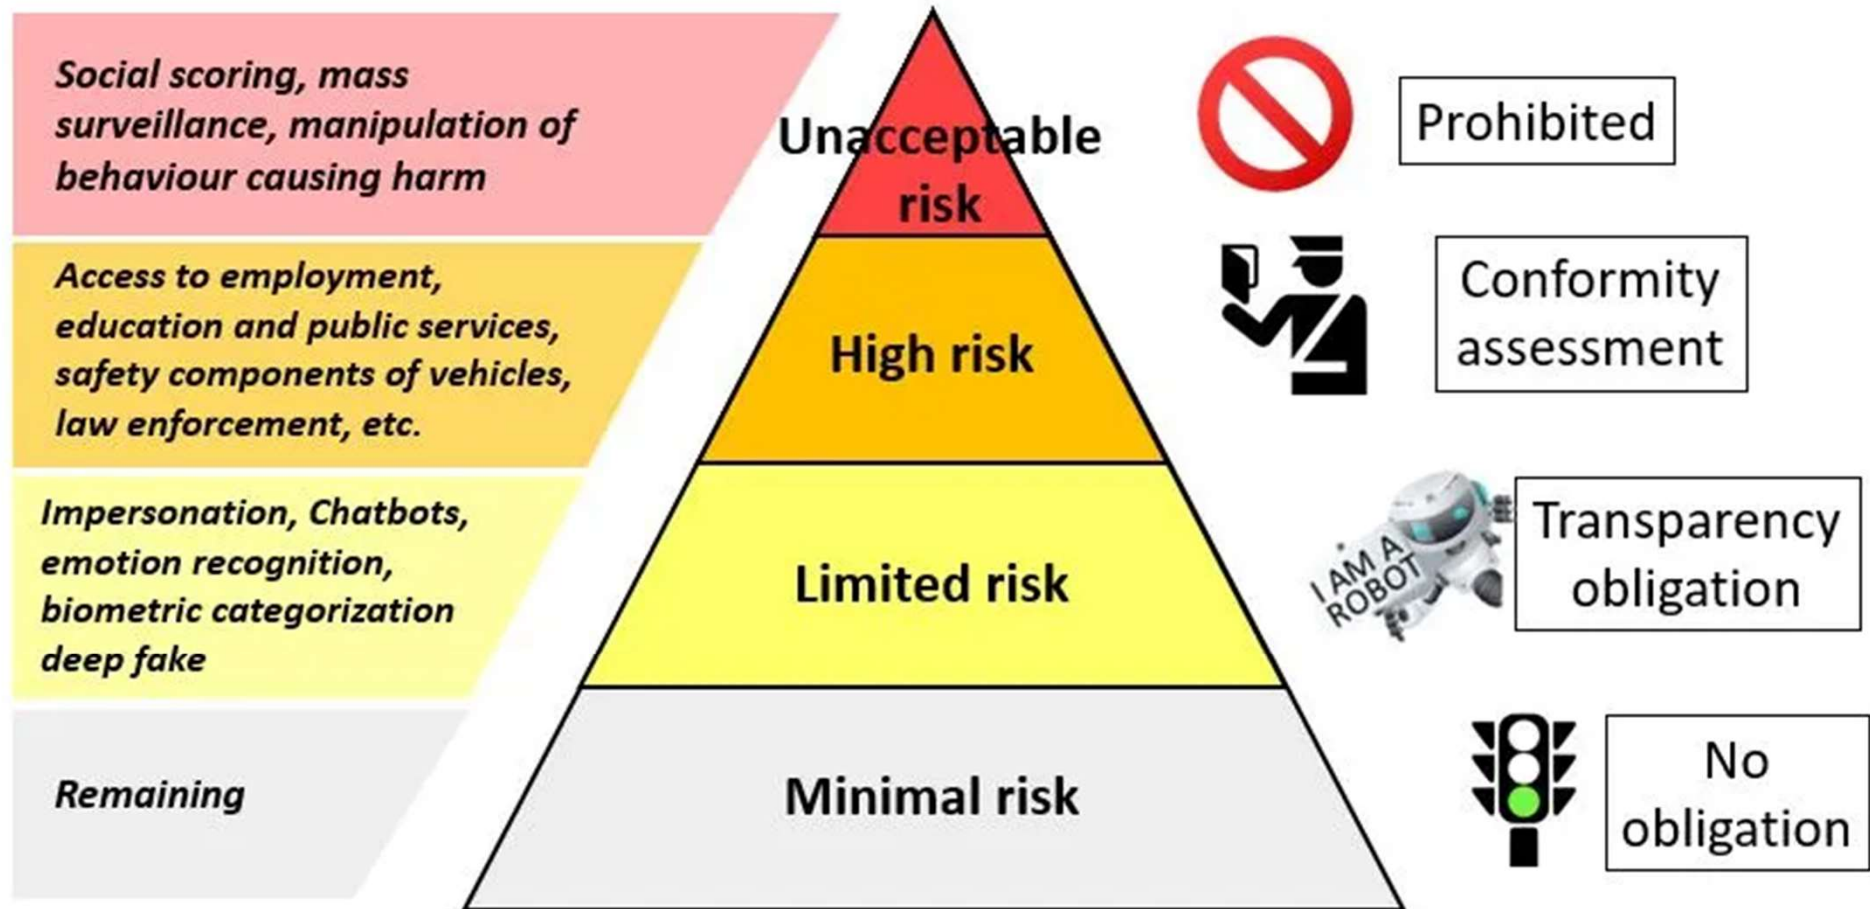 Social scoring, mass
surveillance, manipulation of
behaviour causing harm
Unacceptable
risk
Prohibited
Access to employment,
education and public services,
safety components of vehicles,
law enforcement, etc.
High risk
Conformity
assessment
Impersonation, Chatbots,
emotion recognition,
biometric categorization
deep fake
Limited risk
I AM A
ROBOT
Transparency
obligation
Remaining
Minimal risk
No
obligation